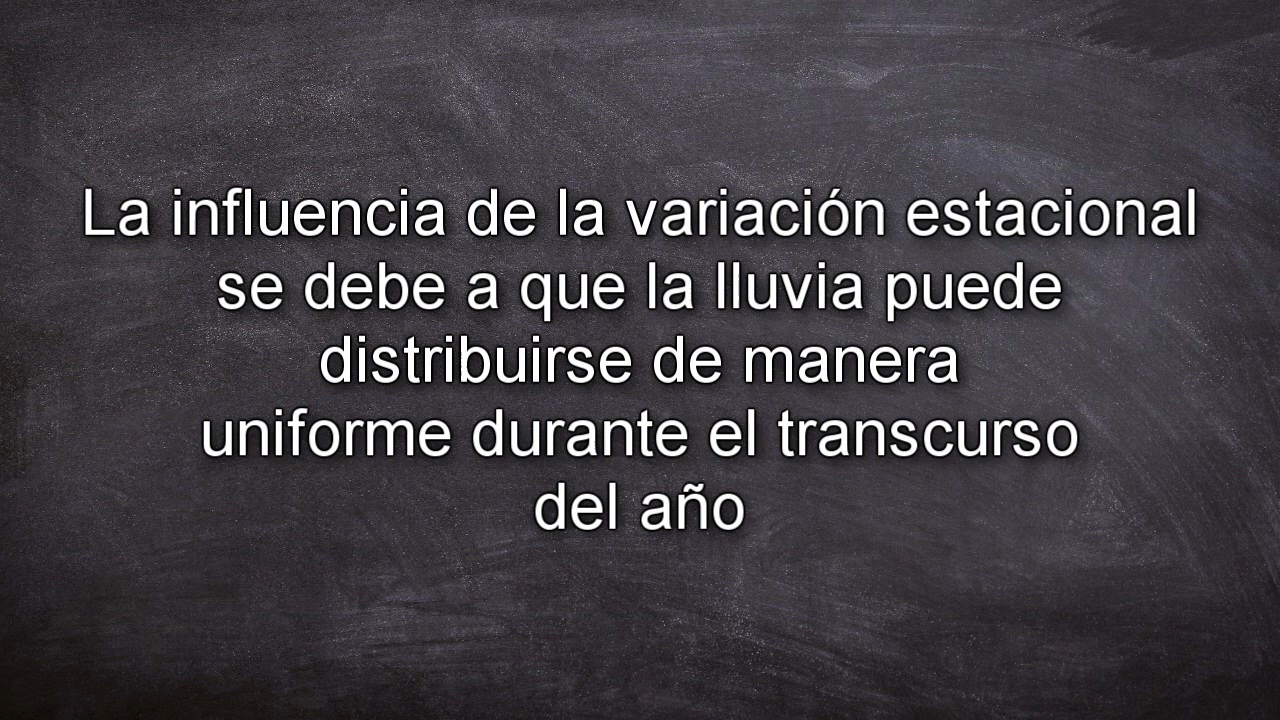 La influencia de la variación estacional
se debe a que la lluvia puede
distribuirse de manera
uniforme durante el transcurso
del año